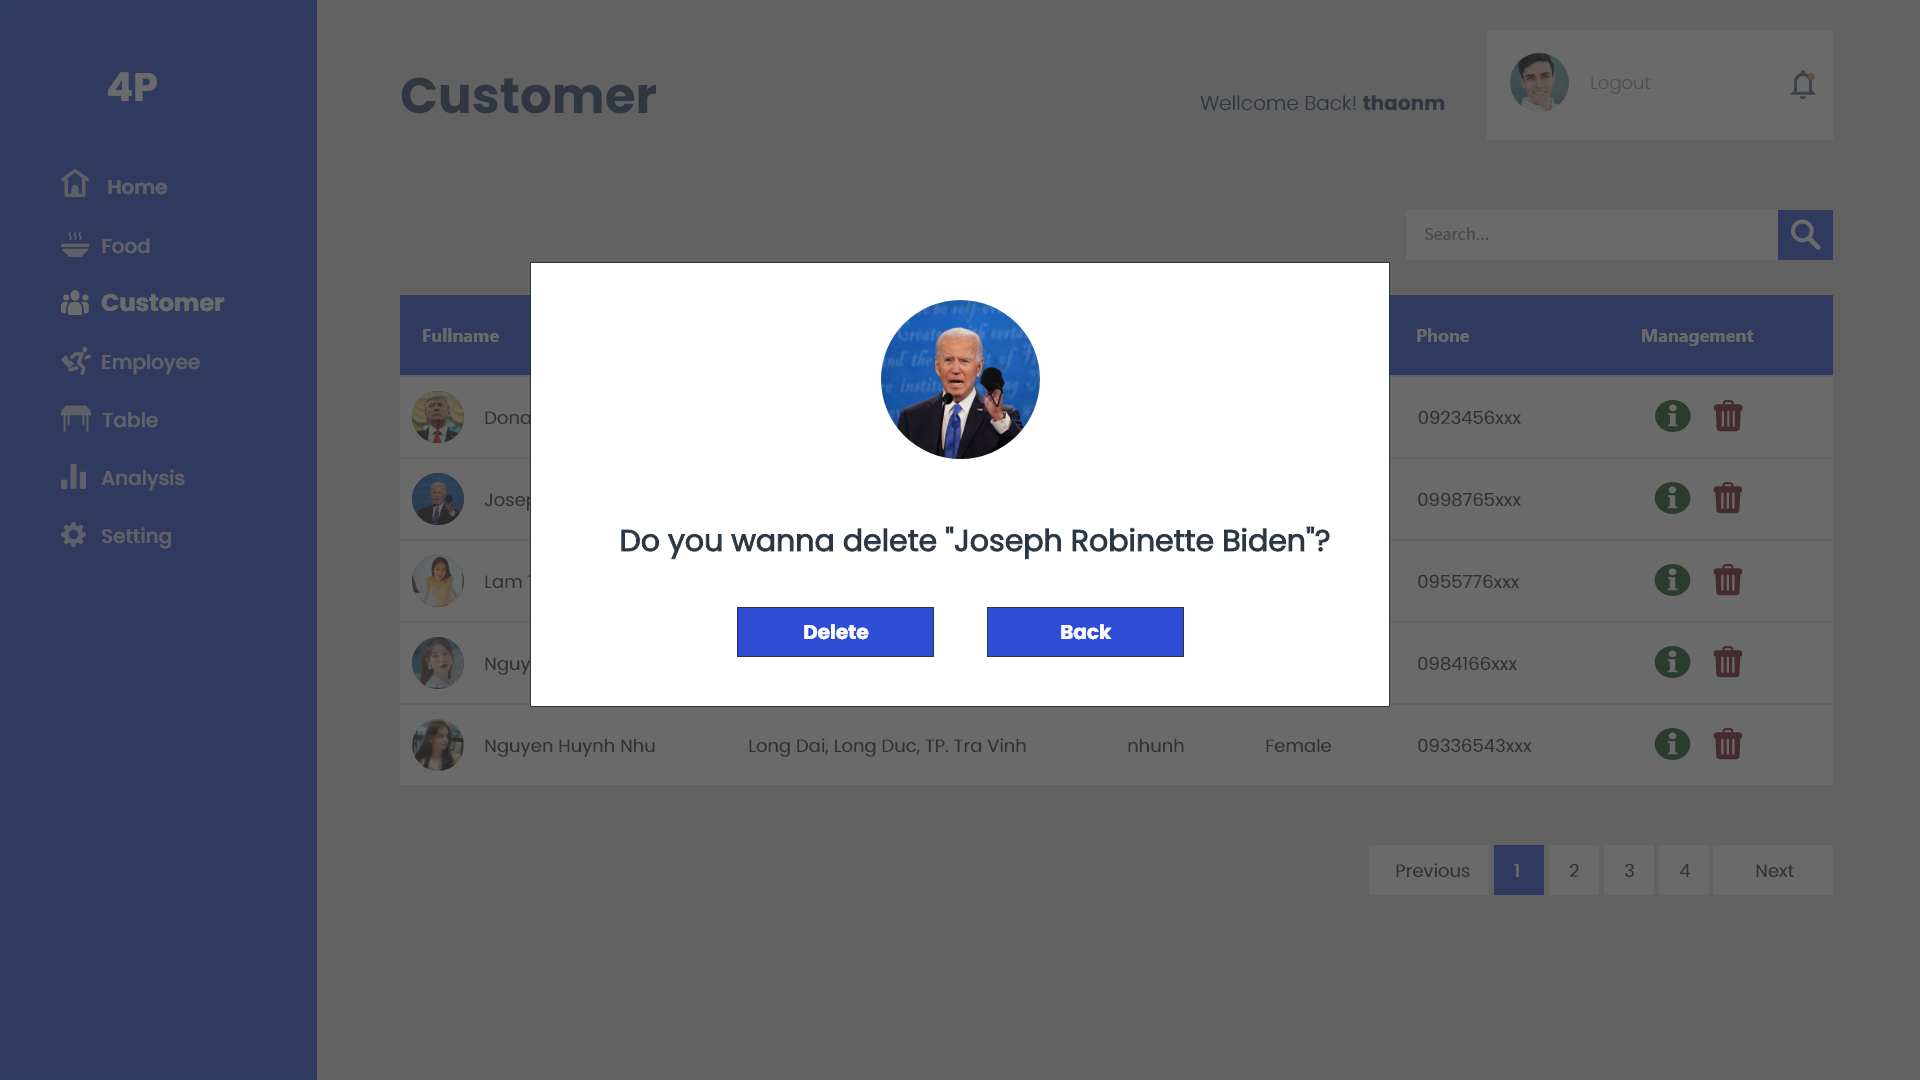 4P
Customer
Wellcome Back! thaonm
Logout
Home
Food
Customer
Employee
Table
Analysis
Setting
Search...
Fullname
Phone
Management
Dona
0923456xxx
Josep
0998765xxx
Lam
0955776xxx
Nguy
0984166xxx
Nguyen Huynh Nhu
Long Dai, Long Duc, TP. Tra Vinh
nhunh
Female
09336543xxx
Do you wanna delete "Joseph Robinette Biden"?
Delete
Back
Previous
1
2
3
4
Next